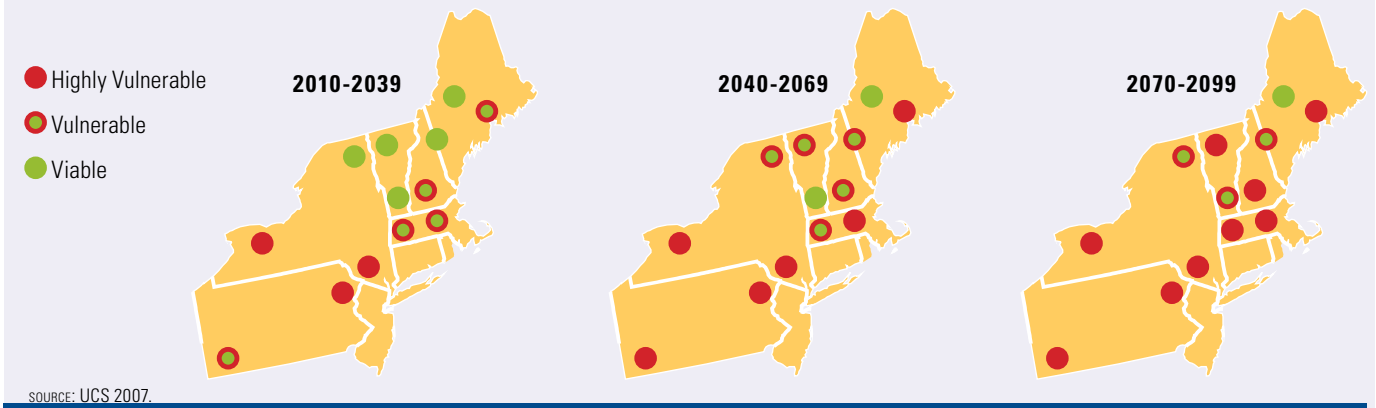 Highly Vulnerable
Vulnerable
Viable
2010-2039
2040-2069
2070-2099
SOURCE: UCS 2007.